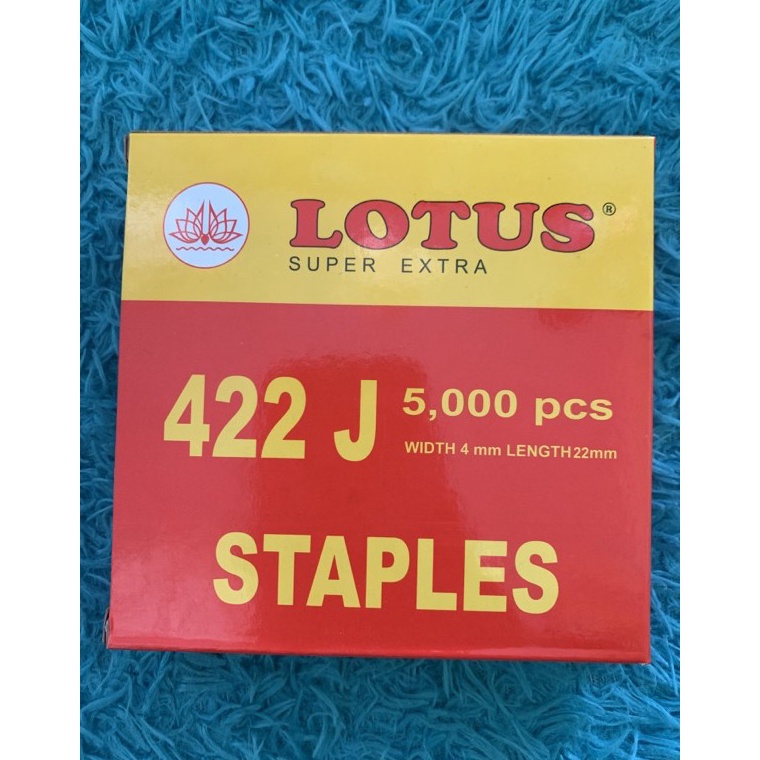 LOTUS®
SUPER EXTRA
422 J
5,000 pcs
WIDTH 4 mm LENGTH 22mm
STAPLES